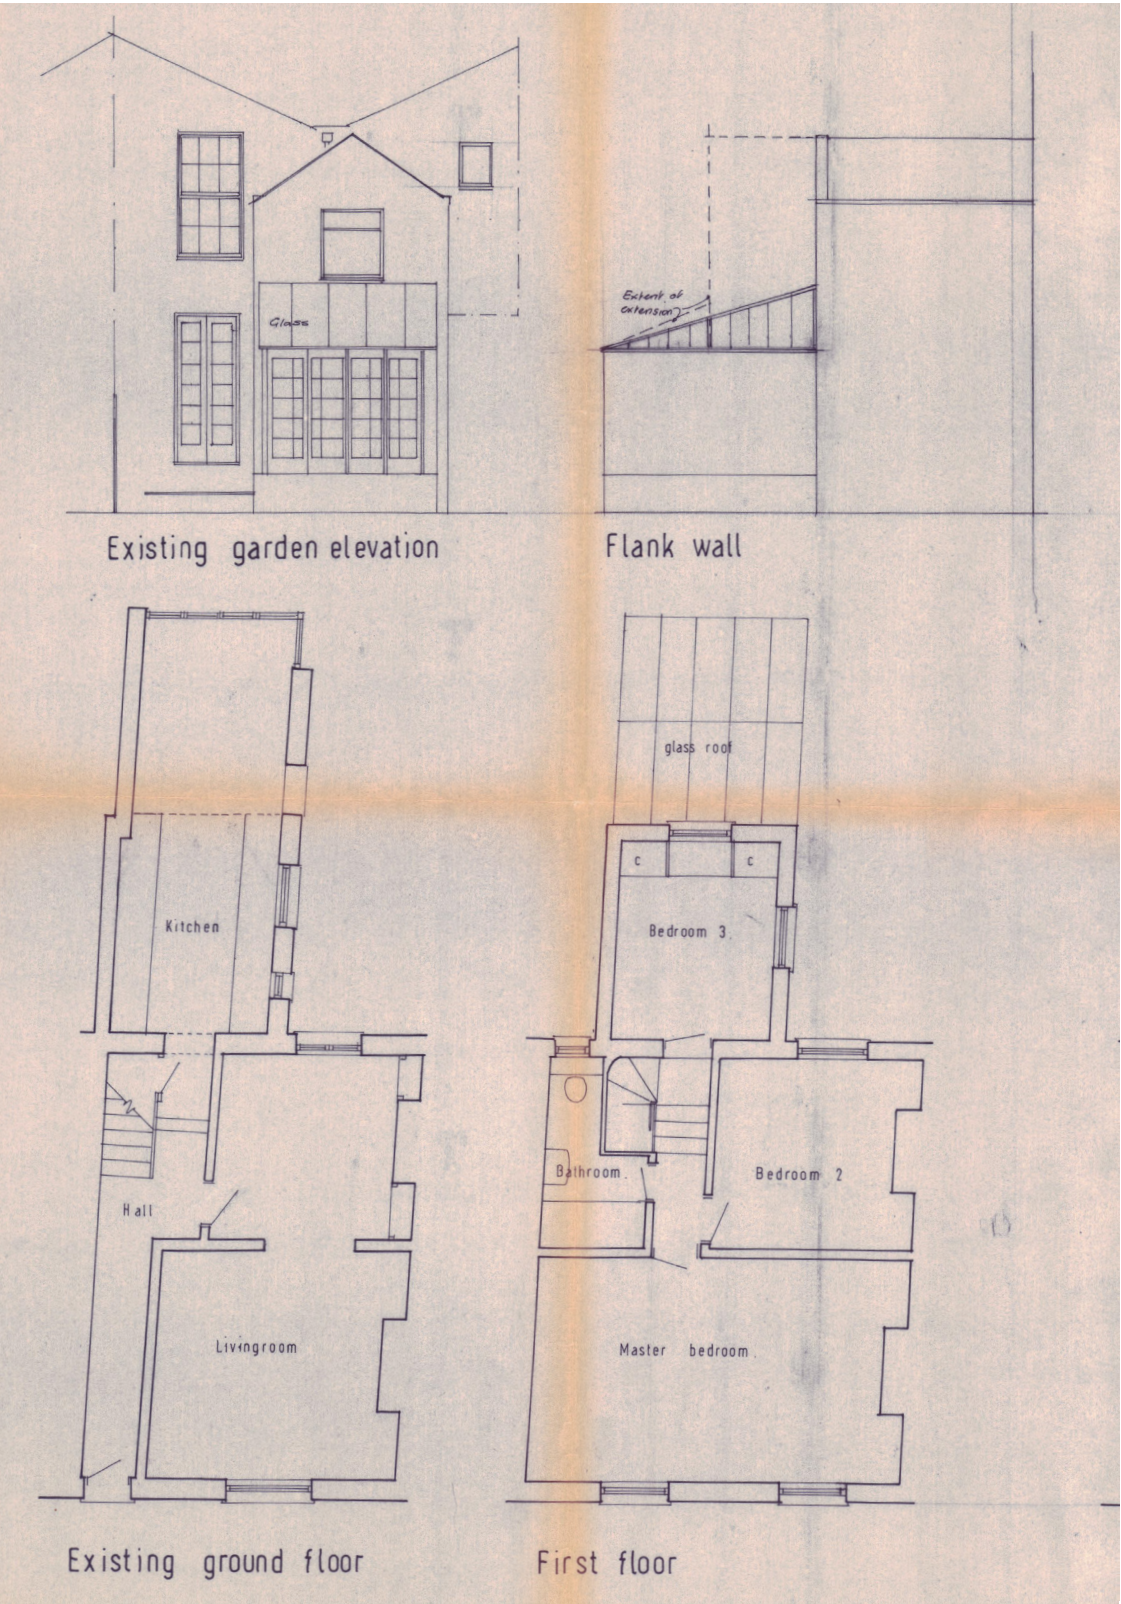 Glass
Extent of
extension
Existing garden elevation
Flank wall
glass roof
C
C
Kitchen
Bedroom 3.
Bathroom.
Bedroom 2
Hall
Livingroom
Master bedroom.
Existing ground floor
First floor